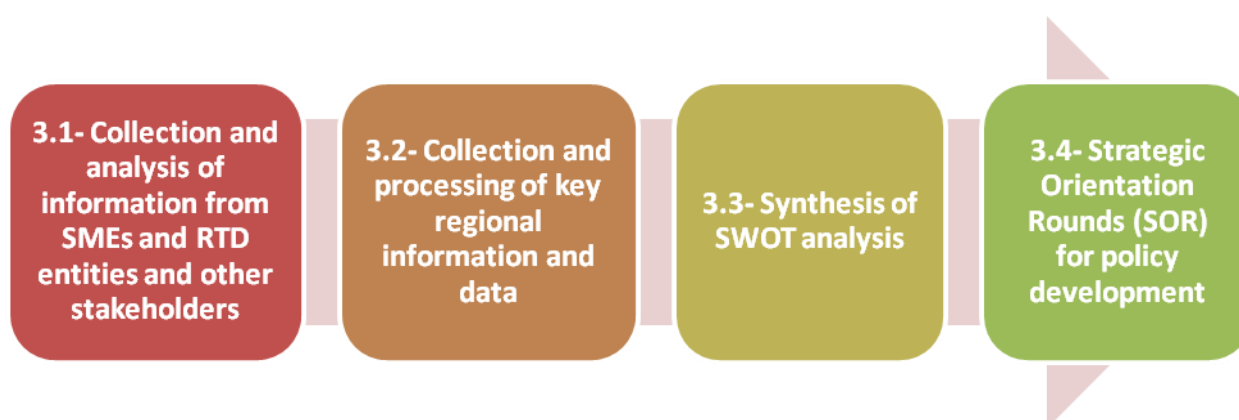 3.1- Collection and
analysis of
information from
SMEs and RTD
entities and other
stakeholders
3.2- Collection and
processing of key
regional
information and
data
3.3- Synthesis of
SWOT analysis
3.4- Strategic
Orientation
Rounds (SOR)
for policy
development